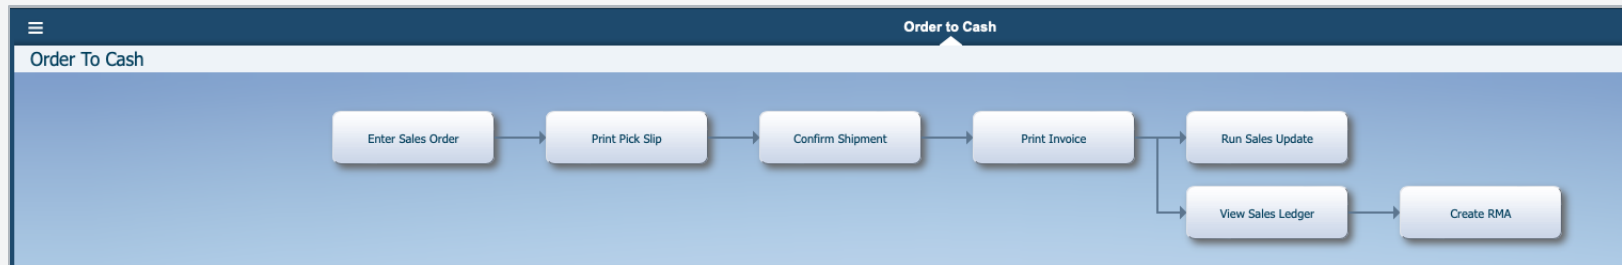 Order to Cash
Order To Cash
Enter Sales Order
Print Pick Slip
Confirm Shipment
Print Invoice
Run Sales Update
View Sales Ledger
Create RMA